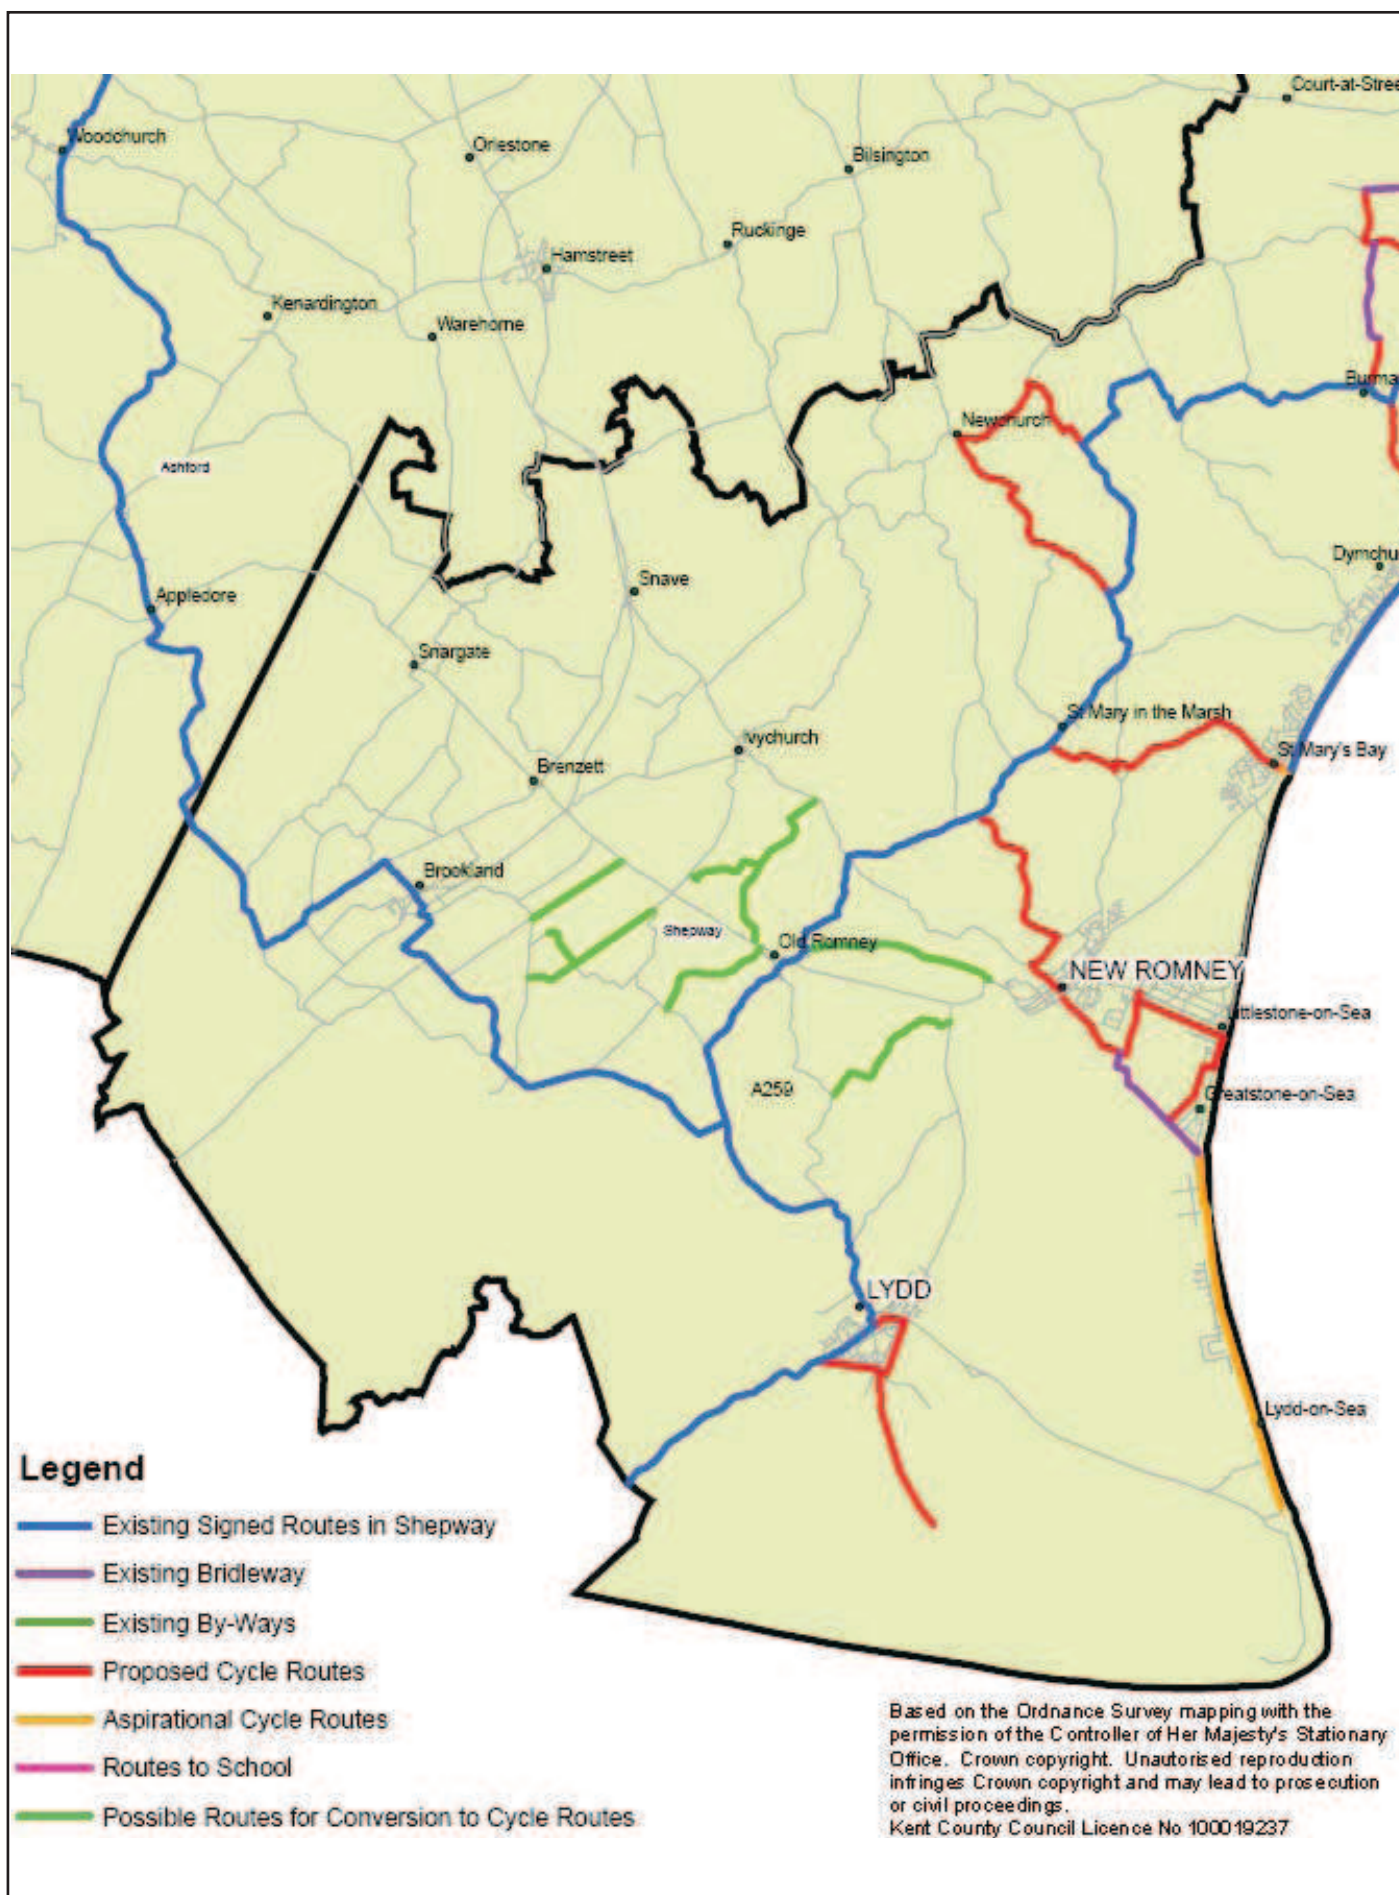 Court-at-Stree
Woodchurch
Orlestone
Bilsington
Ruckinge
Hamstreet
Kenardington
Warehorne
Burma
Newchurch
Ashford
Dymchu
Snave
Appledore
Snargate
St Mary in the Marsh
Ivychurch
St Mary's Bay
Brenzett
Brookland
Shepway
Old Romney
NEW ROMNEY
Littlestone-on-Sea
A259
Greatstone-on-Sea
LYDD
Lydd-on-Sea
Legend
Existing Signed Routes in Shepway
Existing Bridleway
Existing By-Ways
Proposed Cycle Routes
Aspirational Cycle Routes
Routes to School
Possible Routes for Conversion to Cycle Routes
Based on the Ordnance Survey mapping with the
permission of the Controller of Her Majesty's Stationary
Office. Crown copyright. Unautorised reproduction
infringes Crown copyright and may lead to prosecution
or civil proceedings.
Kent County Council Licence No 100019237